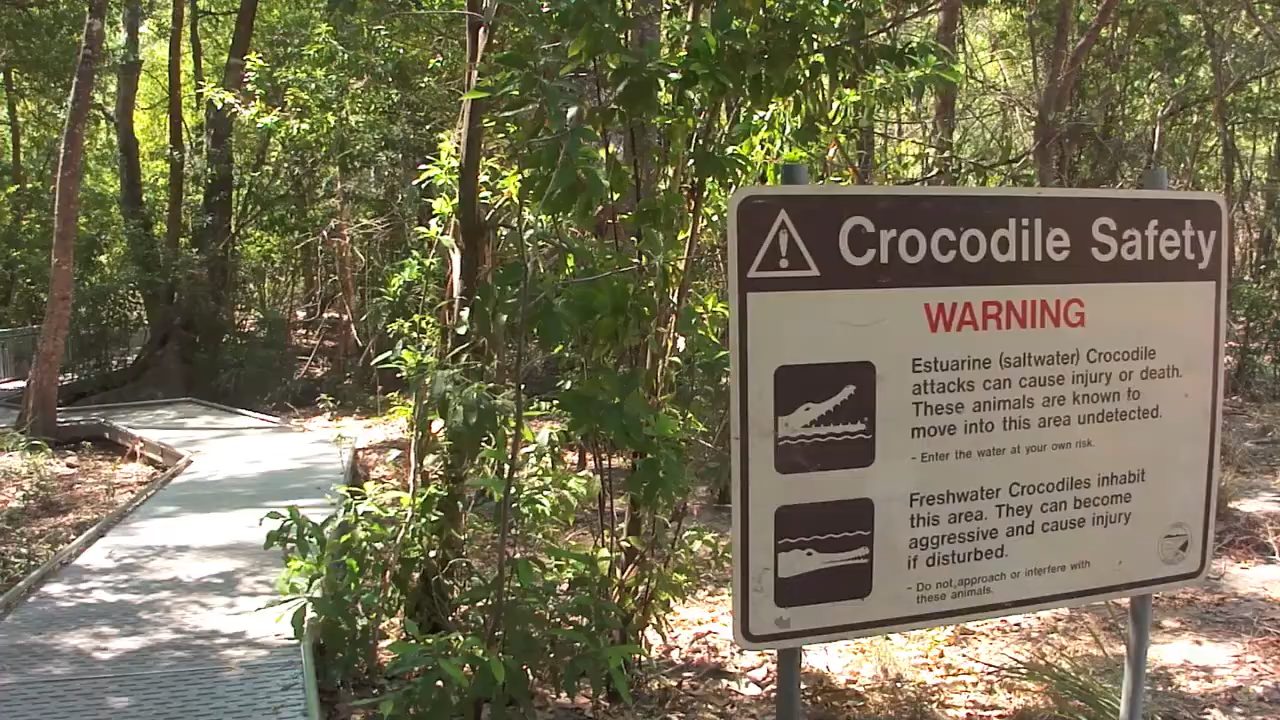 Crocodile Safety
WARNING
Estuarine (saltwater) Crocodile
attacks can cause injury or death.
These animals are known to
move into this area undetected.
- Enter the water at your own risk.
Freshwater Crocodiles inhabit
this area. They can become
aggressive and cause injury
if disturbed.
- Do not approach or interfere with
these animals.